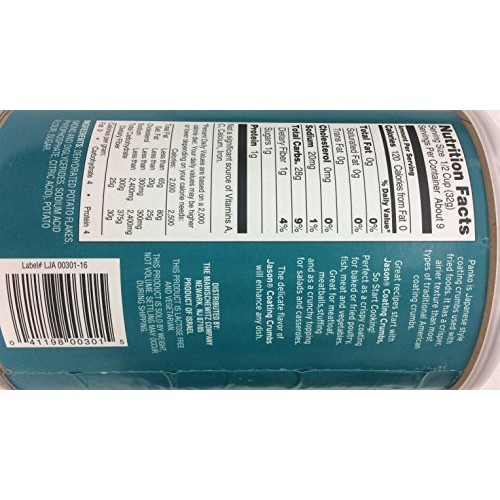 Nutrition Facts
Serving Size 1/2 Cup (32g)
Servings Per Container About 9
Amount Per Serving
Calories 120 Calories from Fat 0
% Daily Value*
Total Fat 0g
Saturated Fat 0g
Trans Fat 0g
Cholesterol 0mg
Sodium 20mg 1%
Total Carbs. 28g 9%
Dietary Fiber 1g 4%
Sugars 1g
Protein 1g
Not a significant source of Vitamins A,
C, Calcium, Iron.
*Percent Daily Values are based on a 2,000
calorie diet. Your daily values may be higher
or lower depending on your calorie needs:
Calories: 2,000 2,500
Total Fat Less than 65g 80g
Sat. Fat Less than 20g
Cholesterol Less than
Sodium Less than 2,400mg 2,400mg
Total Carbohydrate 300g 375g
Dietary Fiber 25g 30g
Calories per gram:
Fat 9 • Carbohydrate 4 • Protein 4
INGREDIENTS: DEHYDRATED POTATO (FLAKES,
MONO AND DIGLYCERIDES, SODIUM ACID
PHOSPHATE, CITRIC ACID), POTATO
SUGAR.
Panko is Japanese style
coating crumbs used with
fried foods. It has a crisper,
airier texture than most
types of traditional American
coating crumbs.
Great recipes start with
Jason® Coating Crumbs.
So Start Cooking!
Perfect as a crispy coating
for baked or fried poultry,
fish, meat and vegetables.
Great for meatloaf,
meatballs, stuffing
and as a crunchy topping
for salads and casseroles.
The delicate flavor of
Jason® Coating Crumbs
will enhance any dish.
DISTRIBUTED BY:
THE MANISCHEWITZ COMPANY
NEWARK, NJ 07105
PRODUCT OF ISRAEL
THIS PRODUCT IS LACTOSE FREE
AND VEGETARIAN
THIS PRODUCT IS SOLD BY WEIGHT,
NOT VOLUME. SETTLING MAY OCCUR
DURING SHIPPING
Label# LJA 00301-16
0 41198 00301 5